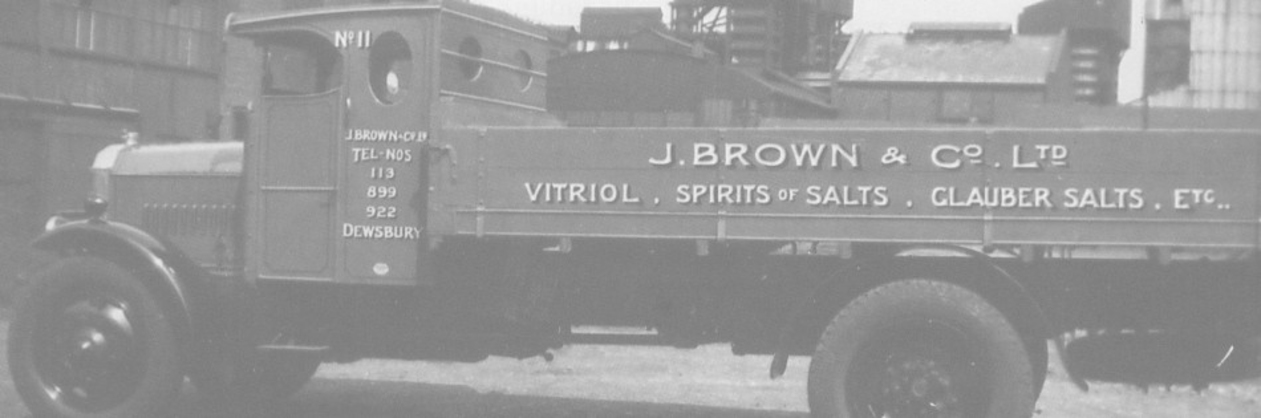 Nº 11
J. BROWN & Cº Lᵀᴰ
TEL-NOS
113
899
922
DEWSBURY
J. BROWN & Cº. LTD
VITRIOL . SPIRITS OF SALTS . GLAUBER SALTS . ETC..